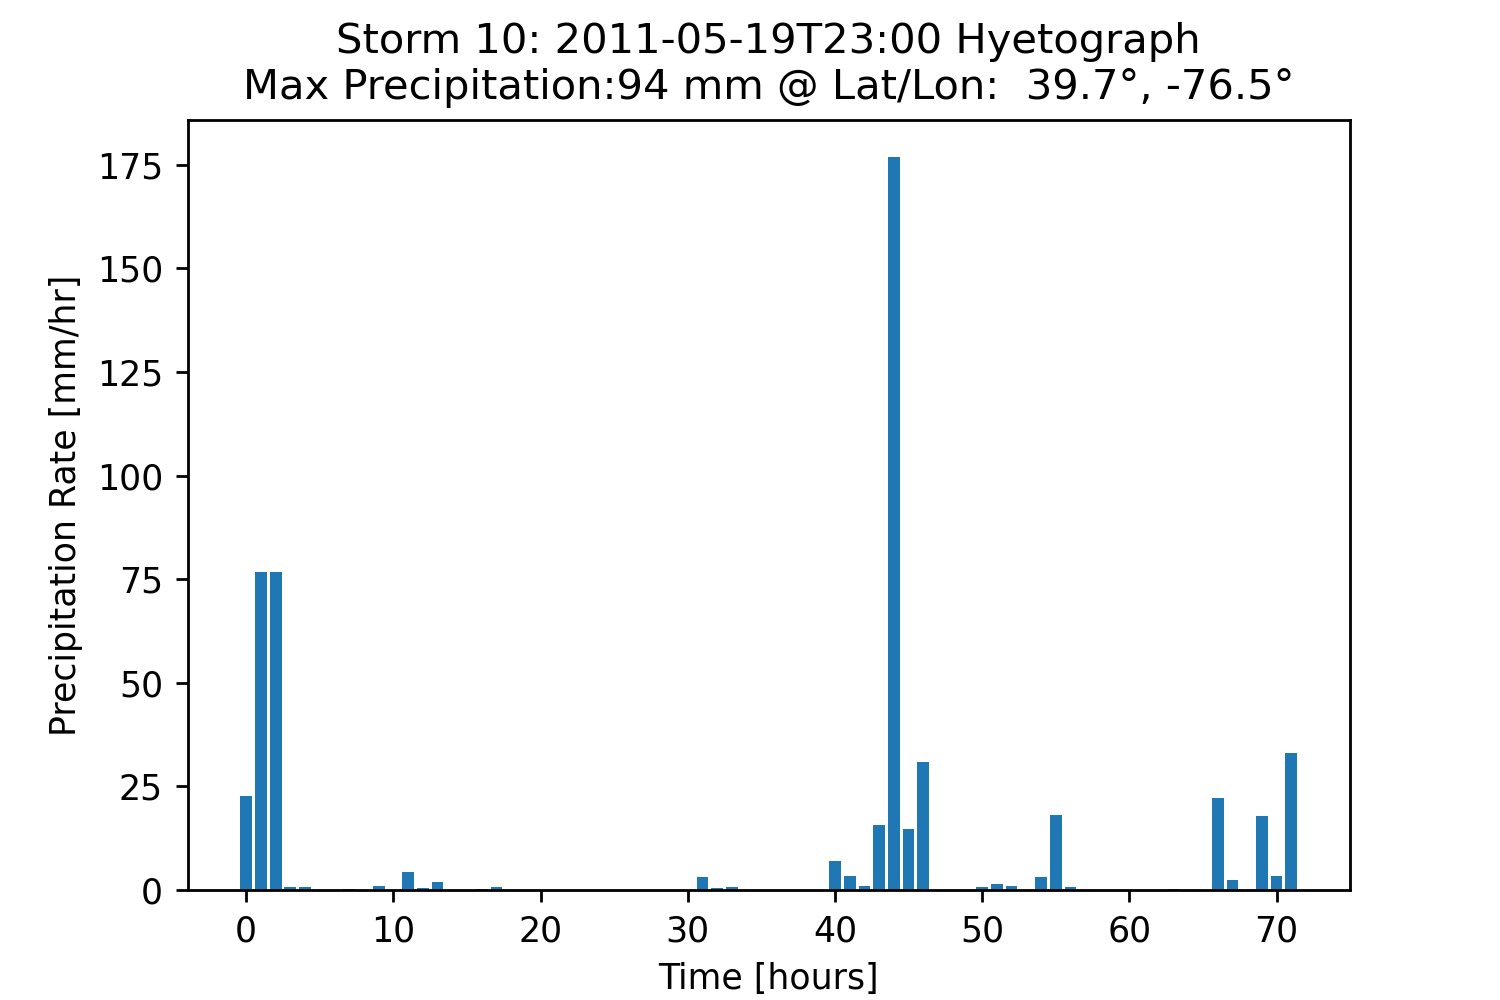 Storm 10: 2011-05-19T23:00 Hyetograph
Max Precipitation:94 mm @ Lat/Lon:  39.7°, -76.5°
Precipitation Rate [mm/hr]
175
150
125
100
75
50
25
0
0 10 20 30 40 50 60 70
Time [hours]